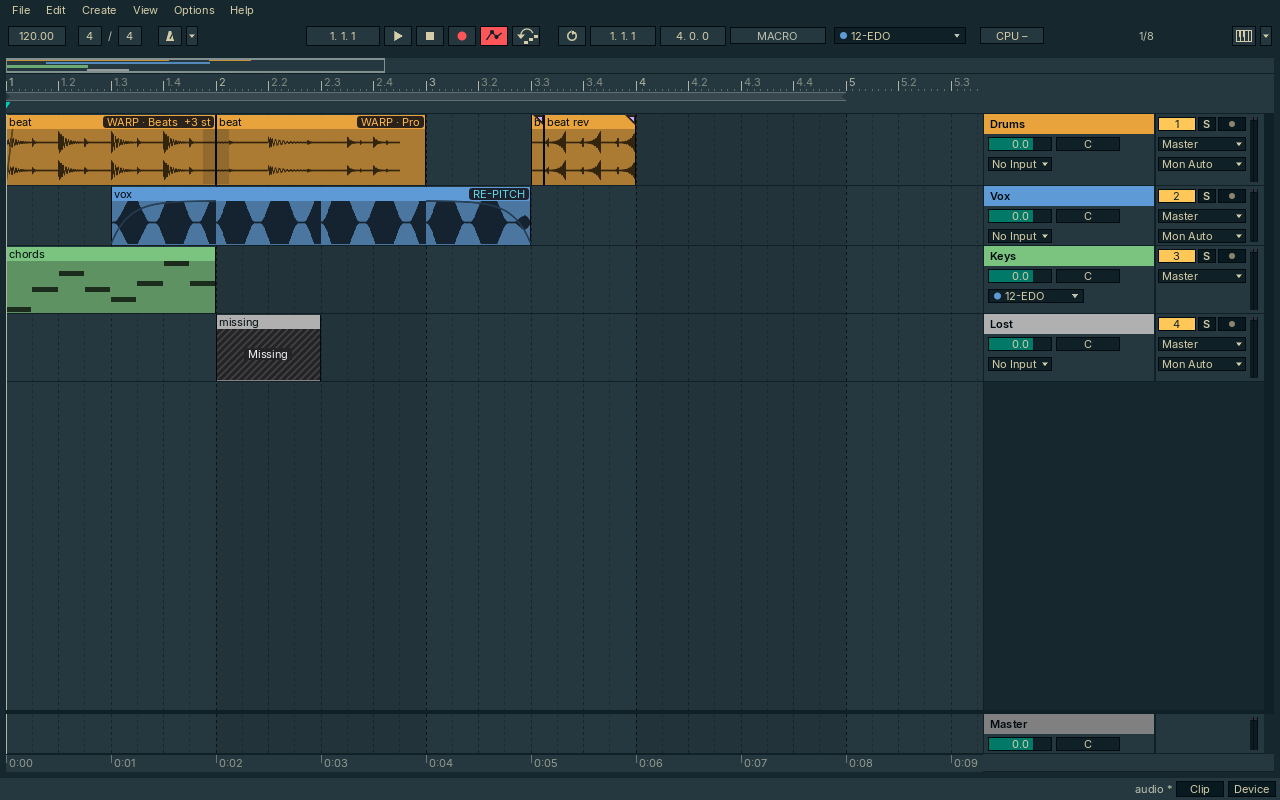 File Edit Create View Options Help
120.00 4 / 4 1. 1. 1 1. 1. 1 4. 0. 0 MACRO 12-EDO CPU – 1/8
1 1.2 1.3 1.4 2 2.2 2.3 2.4 3 3.2 3.3 3.4 4 4.2 4.3 4.4 5 5.2 5.3
beat WARP · Beats +3 st beat WARP · Pro beat rev Drums 1 S
0.0 C Master
No Input Mon Auto
vox RE-PITCH Vox 2 S
0.0 C Master
No Input Mon Auto
chords Keys 3 S
0.0 C Master
12-EDO
missing Lost 4 S
0.0 C Master
Missing
No Input Mon Auto
Master
0.0 C
0:00 0:01 0:02 0:03 0:04 0:05 0:06 0:07 0:08 0:09
audio * Clip Device